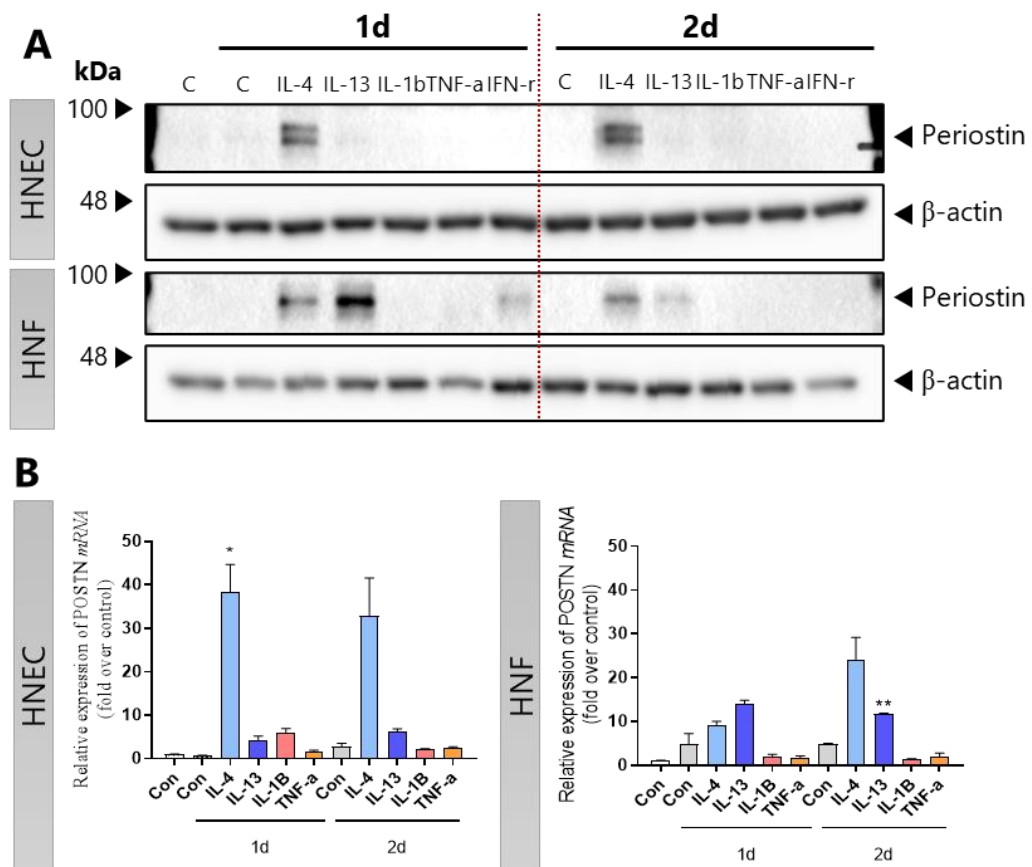 A
1d
2d
kDa
C C IL-4 IL-13 IL-1b TNF-a IFN-r C IL-4 IL-13 IL-1b TNF-a IFN-r
HNEC
100
Periostin
48
β-actin
HNF
100
Periostin
48
β-actin
B
HNEC
Relative expression of POSTN mRNA
(fold over control)
50
40
30
20
10
0
Con Con IL-4 IL-13 IL-1B TNF-a Con IL-4 IL-13 IL-1B TNF-a
*
1d
2d
HNF
Relative expression of POSTN mRNA
(fold over control)
50
40
30
20
10
0
Con Con IL-4 IL-13 IL-1B TNF-a Con IL-4 IL-13 IL-1B TNF-a
**
1d
2d